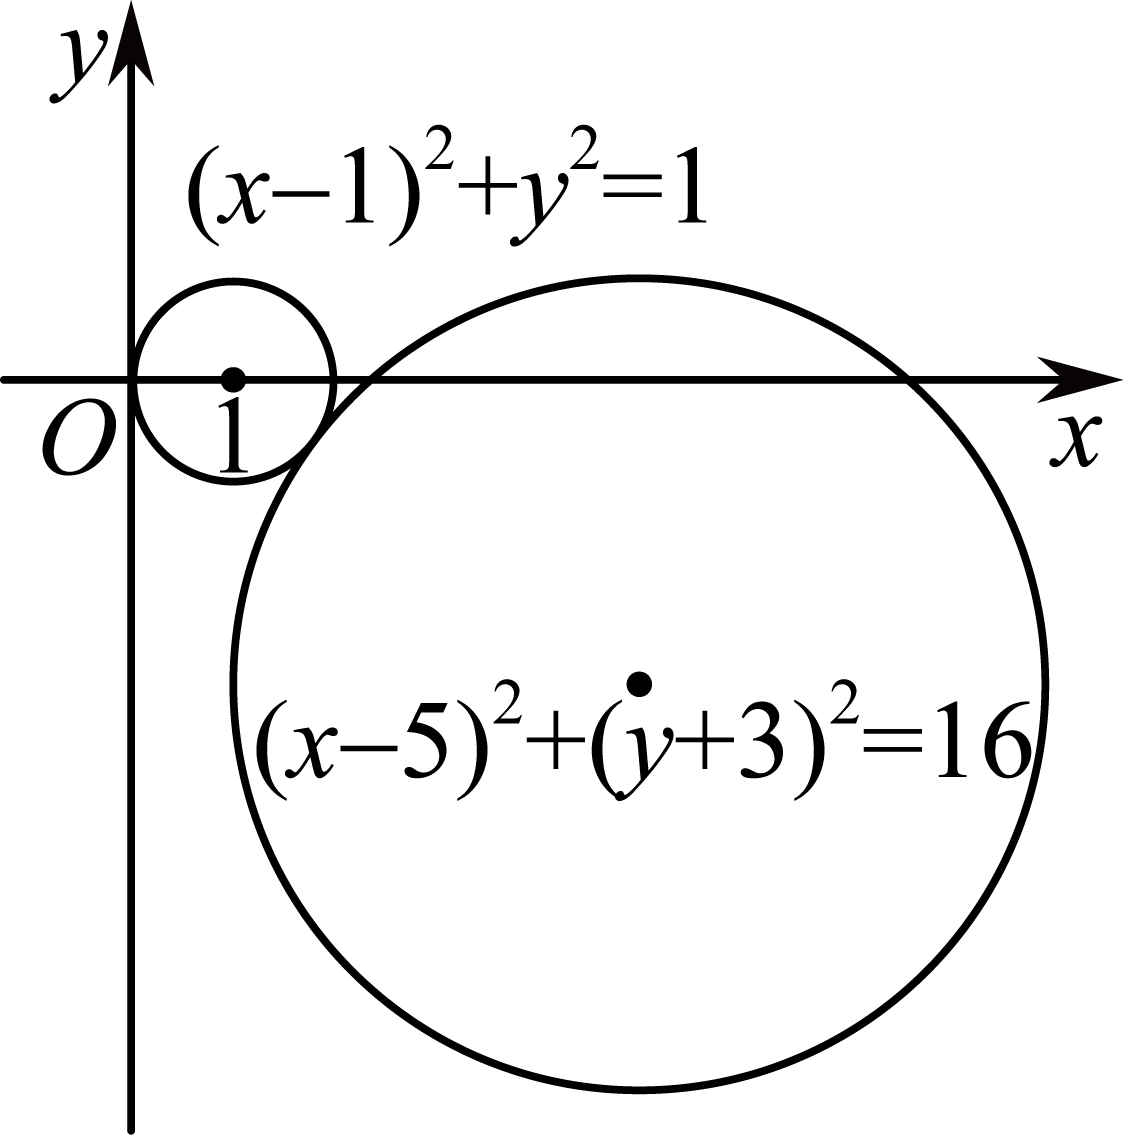 y
(x−1)²+y²=1
O
1
x
(x−5)²+(y+3)²=16